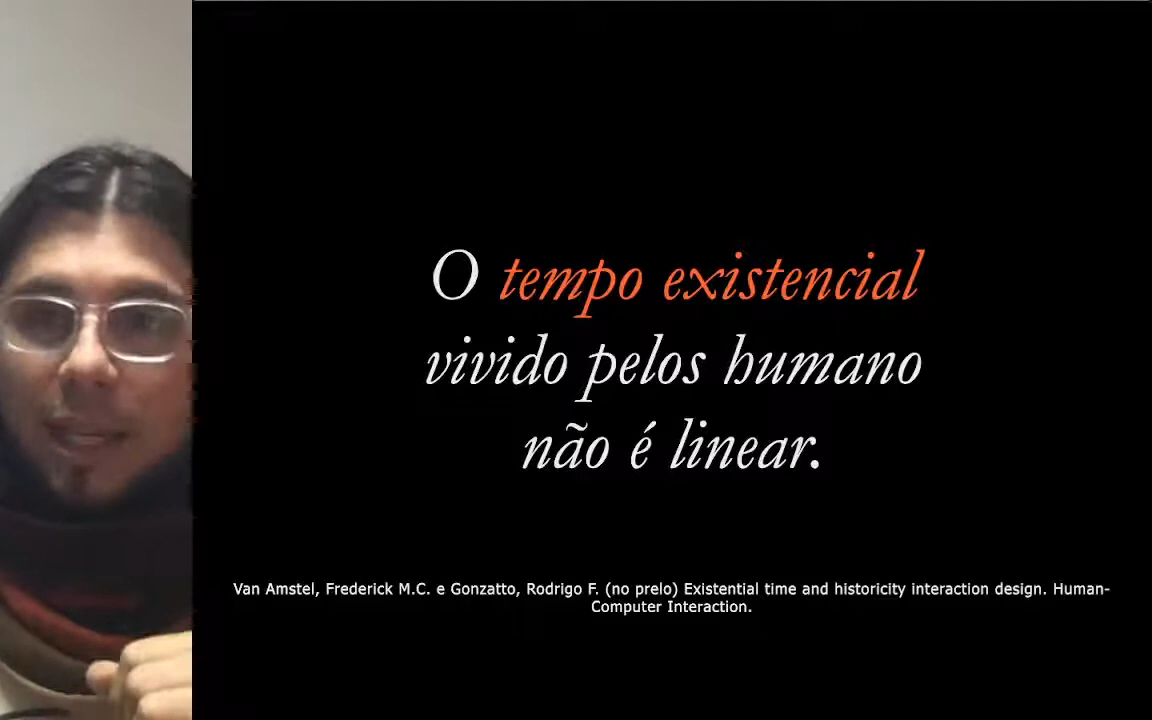 O tempo existencial
vivido pelos humano
não é linear.
Van Amstel, Frederick M.C. e Gonzatto, Rodrigo F. (no prelo) Existential time and historicity interaction design. Human-
Computer Interaction.